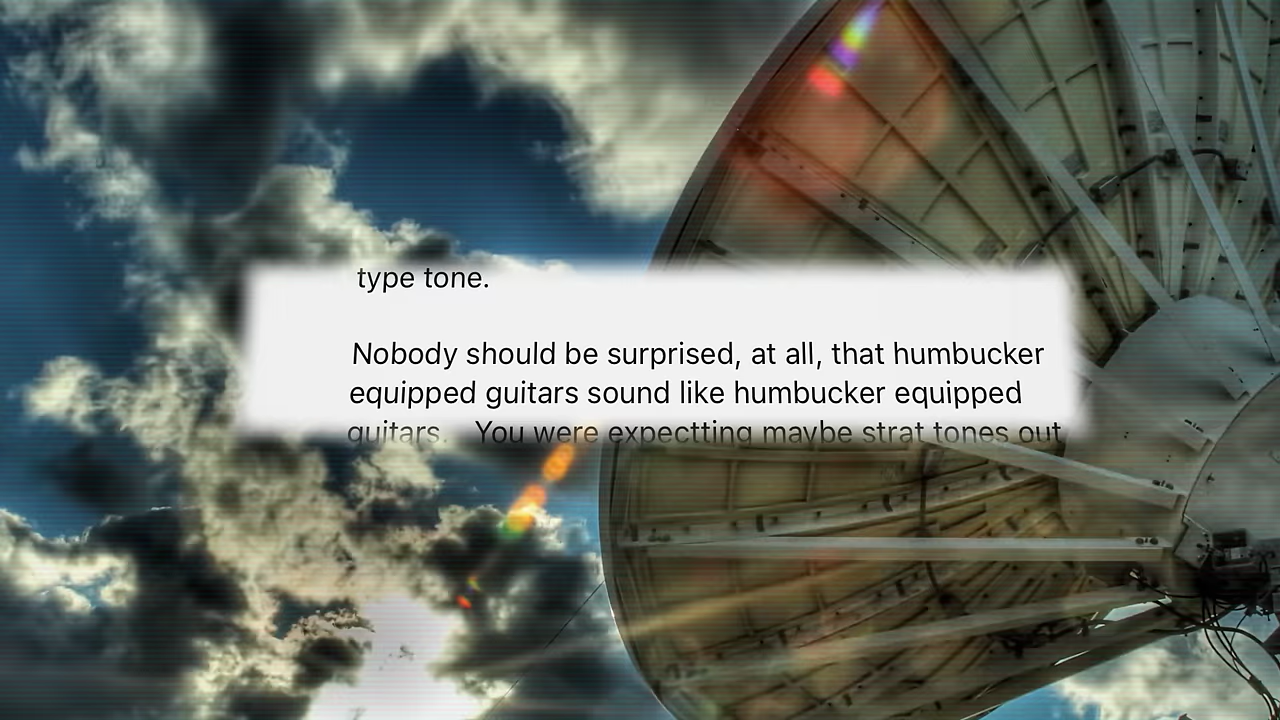 type tone.
Nobody should be surprised, at all, that humbucker
equipped guitars sound like humbucker equipped
guitars. You were expectting maybe strat tones out